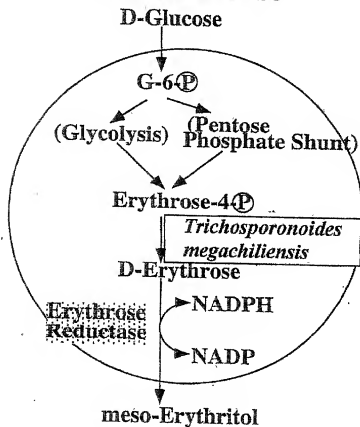 D-Glucose
G-6-Ⓟ
(Glycolysis)
(Pentose
Phosphate Shunt)
Erythrose-4-Ⓟ
Trichosporonoides
megachiliensis
D-Erythrose
NADPH
Erythrose
Reductase
NADP
meso-Erythritol